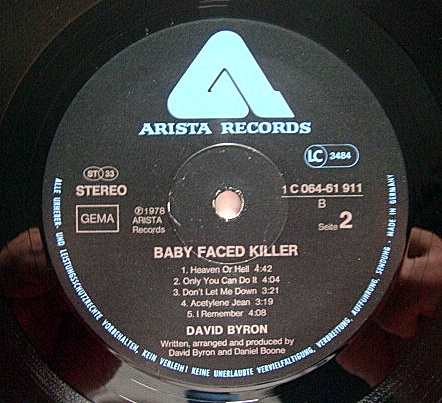 ARISTA RECORDS
LC 3484
ST 33
STEREO
GEMA
℗ 1978
ARISTA
Records
1 C 064-61 911
B
Seite 2
BABY FACED KILLER
1. Heaven Or Hell 4:42
2. Only You Can Do It 4:04
3. Don't Let Me Down 3:21
4. Acetylene Jean 3:19
5. I Remember 4:08
DAVID BYRON
Written, arranged and produced by
David Byron and Daniel Boone
ALLE URHEBER- UND LEISTUNGSSCHUTZRECHTE VORBEHALTEN, KEIN VERLEIH! KEINE UNERLAUBTE VERVIELFÄLTIGUNG, VERBREITUNG, AUFFÜHRUNG, SENDUNG · MADE IN GERMANY